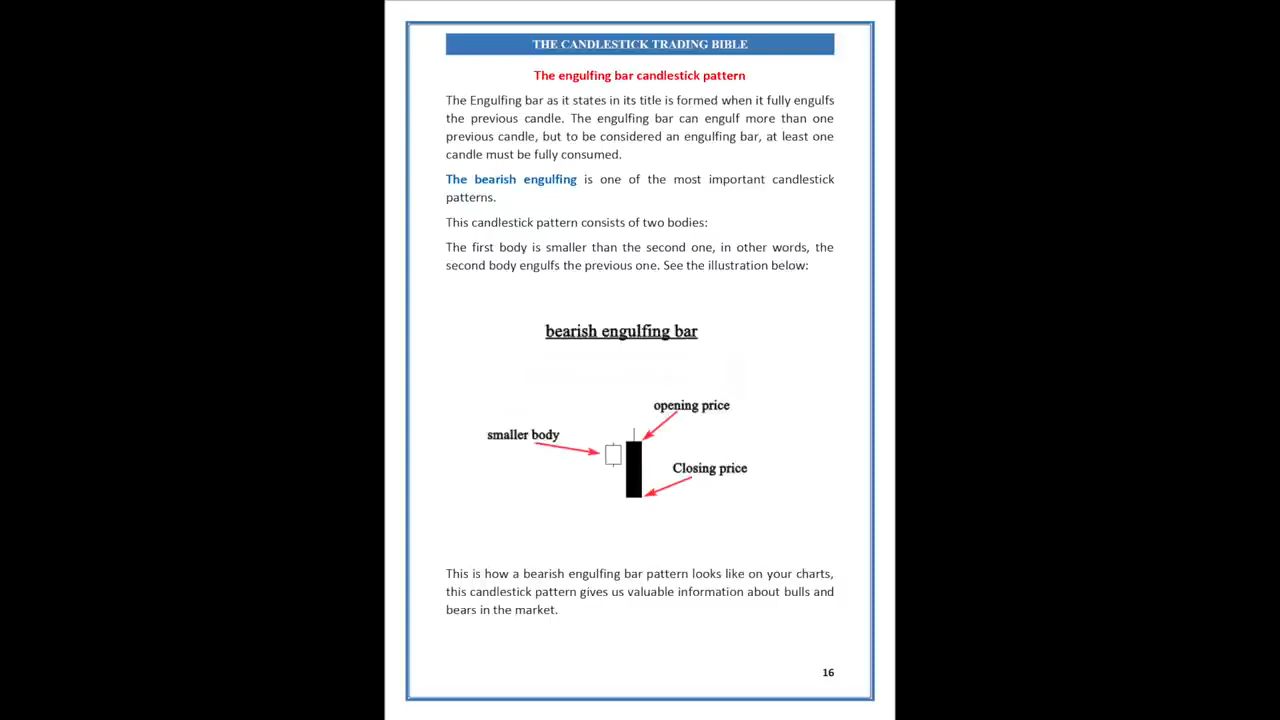 THE CANDLESTICK TRADING BIBLE
The engulfing bar candlestick pattern
The Engulfing bar as it states in its title is formed when it fully engulfs
the previous candle. The engulfing bar can engulf more than one
previous candle, but to be considered an engulfing bar, at least one
candle must be fully consumed.
The bearish engulfing is one of the most important candlestick
patterns.
This candlestick pattern consists of two bodies:
The first body is smaller than the second one, in other words, the
second body engulfs the previous one. See the illustration below:
bearish engulfing bar
opening price
smaller body
Closing price
This is how a bearish engulfing bar pattern looks like on your charts,
this candlestick pattern gives us valuable information about bulls and
bears in the market.
16